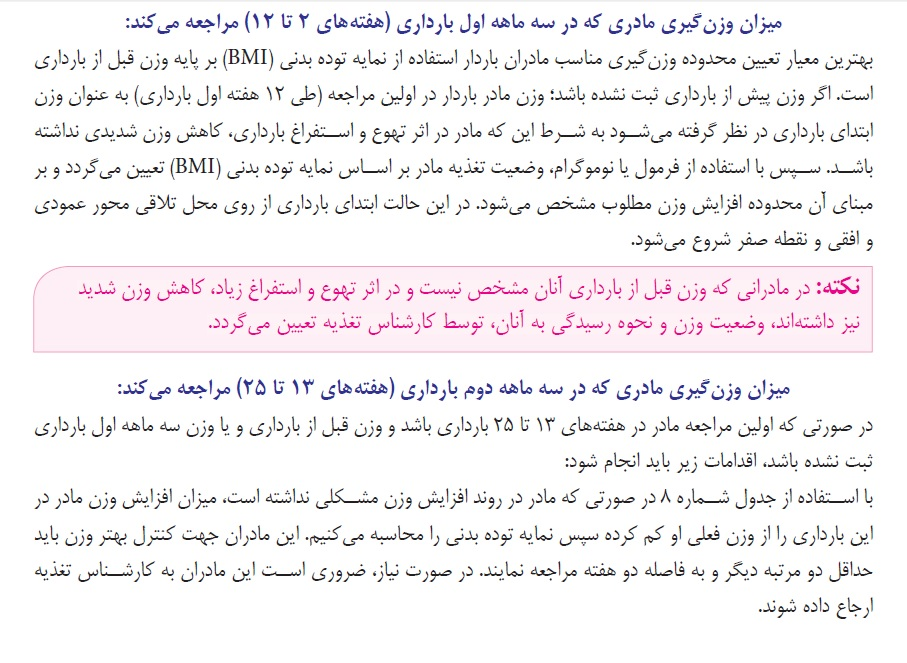 میزان وزن‌گیری مادری که در سه ماهه اول بارداری (هفته‌های ۲ تا ۱۲) مراجعه می‌کند:
بهترین معیار تعیین محدوده وزن‌گیری مناسب مادران باردار استفاده از نمایه توده بدنی (BMI) بر پایه وزن قبل از بارداری
است. اگر وزن پیش از بارداری ثبت نشده باشد؛ وزن مادر باردار در اولین مراجعه (طی ۱۲ هفته اول بارداری) به عنوان وزن
ابتدای بارداری در نظر گرفته می‌شود به شرط این که مادر در اثر تهوع و استفراغ بارداری، کاهش وزن شدیدی نداشته
باشد. سپس با استفاده از فرمول یا نوموگرام، وضعیت تغذیه مادر بر اساس نمایه توده بدنی (BMI) تعیین می‌گردد و بر
مبنای آن محدوده افزایش وزن مطلوب مشخص می‌شود. در این حالت ابتدای بارداری از روی محل تلاقی محور عمودی
و افقی و نقطه صفر شروع می‌شود.
نکته: در مادرانی که وزن قبل از بارداری آنان مشخص نیست و در اثر تهوع و استفراغ زیاد، کاهش وزن شدید
نیز داشته‌اند، وضعیت وزن و نحوه رسیدگی به آنان، توسط کارشناس تغذیه تعیین می‌گردد.
میزان وزن‌گیری مادری که در سه ماهه دوم بارداری (هفته‌های ۱۳ تا ۲۵) مراجعه می‌کند:
در صورتی که اولین مراجعه مادر در هفته‌های ۱۳ تا ۲۵ بارداری باشد و وزن قبل از بارداری و یا وزن سه ماهه اول بارداری
ثبت نشده باشد، اقدامات زیر باید انجام شود:
با استفاده از جدول شماره ۸ در صورتی که مادر در روند افزایش وزن مشکلی نداشته است، میزان افزایش وزن مادر در
این بارداری را از وزن فعلی او کم کرده سپس نمایه توده بدنی را محاسبه می‌کنیم. این مادران جهت کنترل بهتر وزن باید
حداقل دو مرتبه دیگر و به فاصله دو هفته مراجعه نمایند. در صورت نیاز، ضروری است این مادران به کارشناس تغذیه
ارجاع داده شوند.